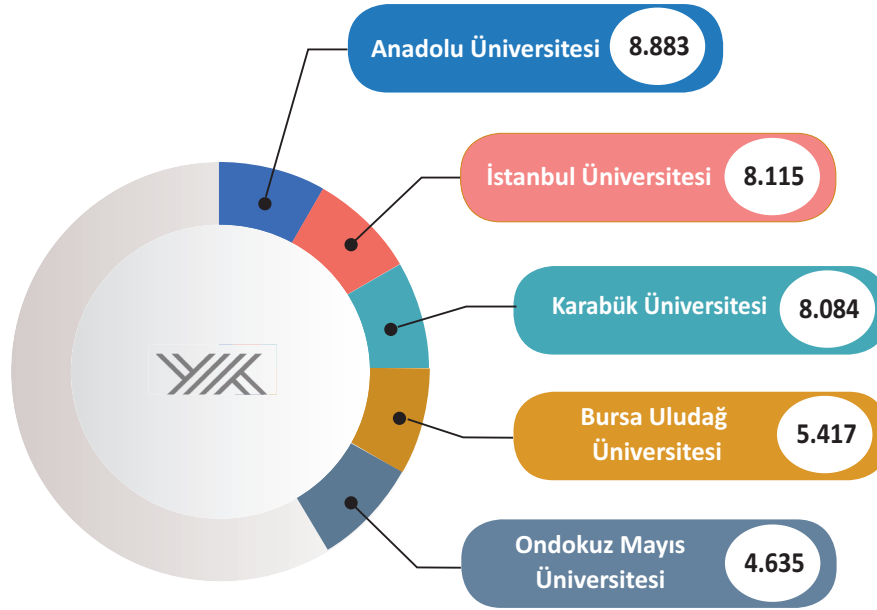 Anadolu Üniversitesi 8.883
İstanbul Üniversitesi 8.115
Karabük Üniversitesi 8.084
Bursa Uludağ
Üniversitesi
5.417
Ondokuz Mayıs
Üniversitesi
4.635